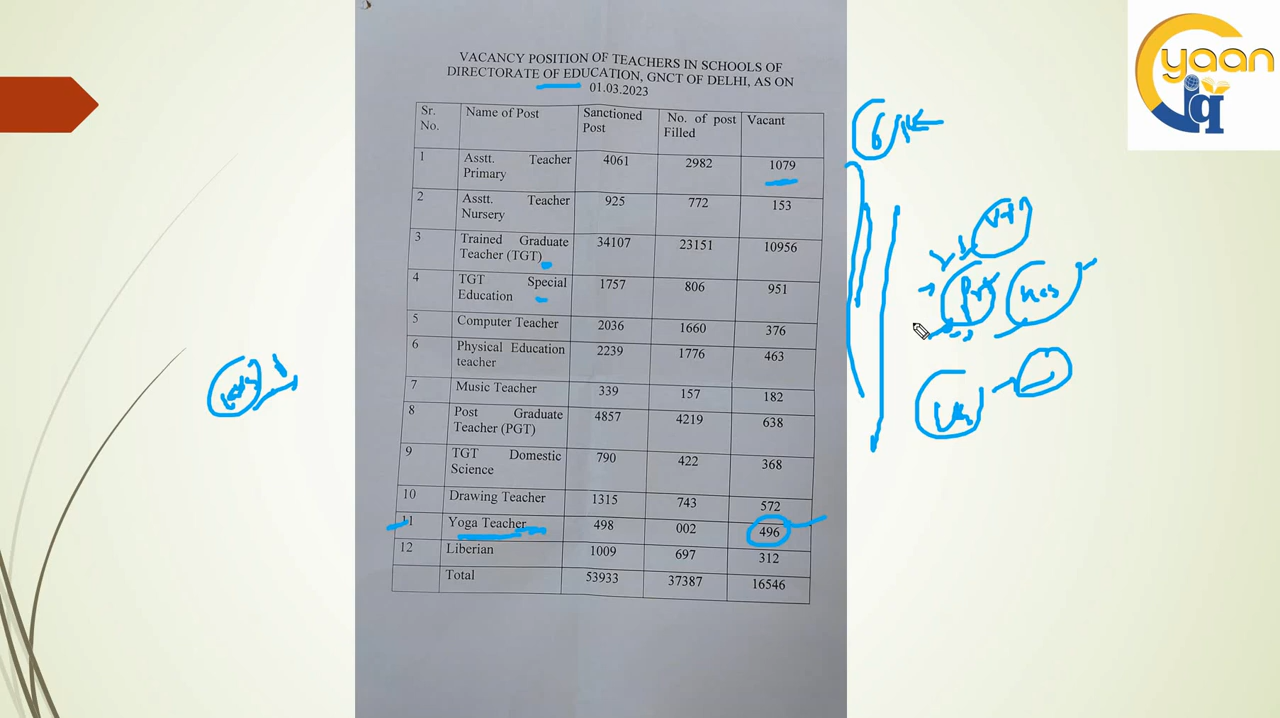 yaan
iq
VACANCY POSITION OF TEACHERS IN SCHOOLS OF
DIRECTORATE OF EDUCATION, GNCT OF DELHI, AS ON
01.03.2023
Sr. No. Name of Post Sanctioned Post No. of post Filled Vacant
1 Asstt. Teacher Primary 4061 2982 1079
2 Asstt. Teacher Nursery 925 772 153
3 Trained Graduate Teacher (TGT) 34107 23151 10956
4 TGT Special Education 1757 806 951
5 Computer Teacher 2036 1660 376
6 Physical Education teacher 2239 1776 463
7 Music Teacher 339 157 182
8 Post Graduate Teacher (PGT) 4857 4219 638
9 TGT Domestic Science 790 422 368
10 Drawing Teacher 1315 743 572
11 Yoga Teacher 498 002 496
12 Liberian 1009 697 312
Total 53933 37387 16546
6